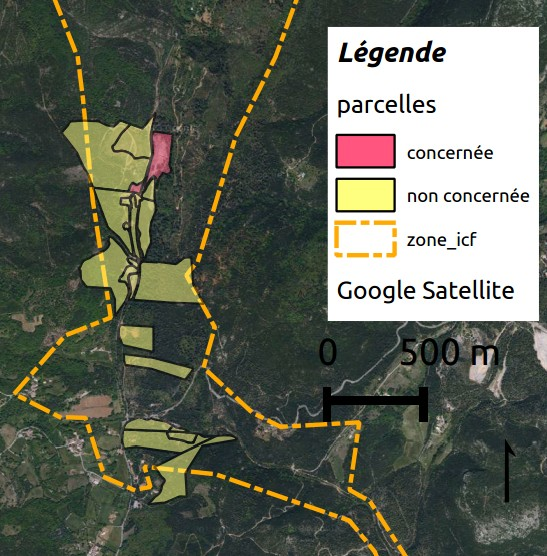 Légende
parcelles
concernée
non concernée
zone_icf
Google Satellite
0 500 m